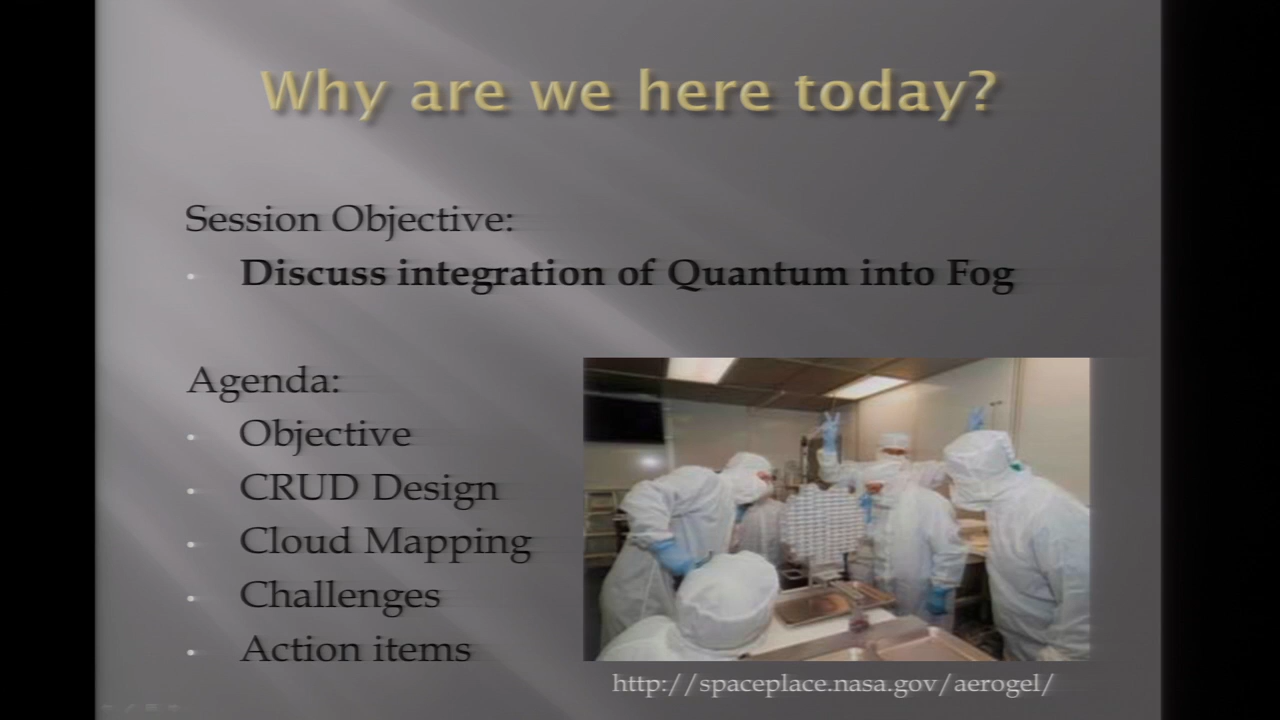 Why are we here today?
Session Objective:
Discuss integration of Quantum into Fog
Agenda:
Objective
CRUD Design
Cloud Mapping
Challenges
Action items
http://spaceplace.nasa.gov/aerogel/